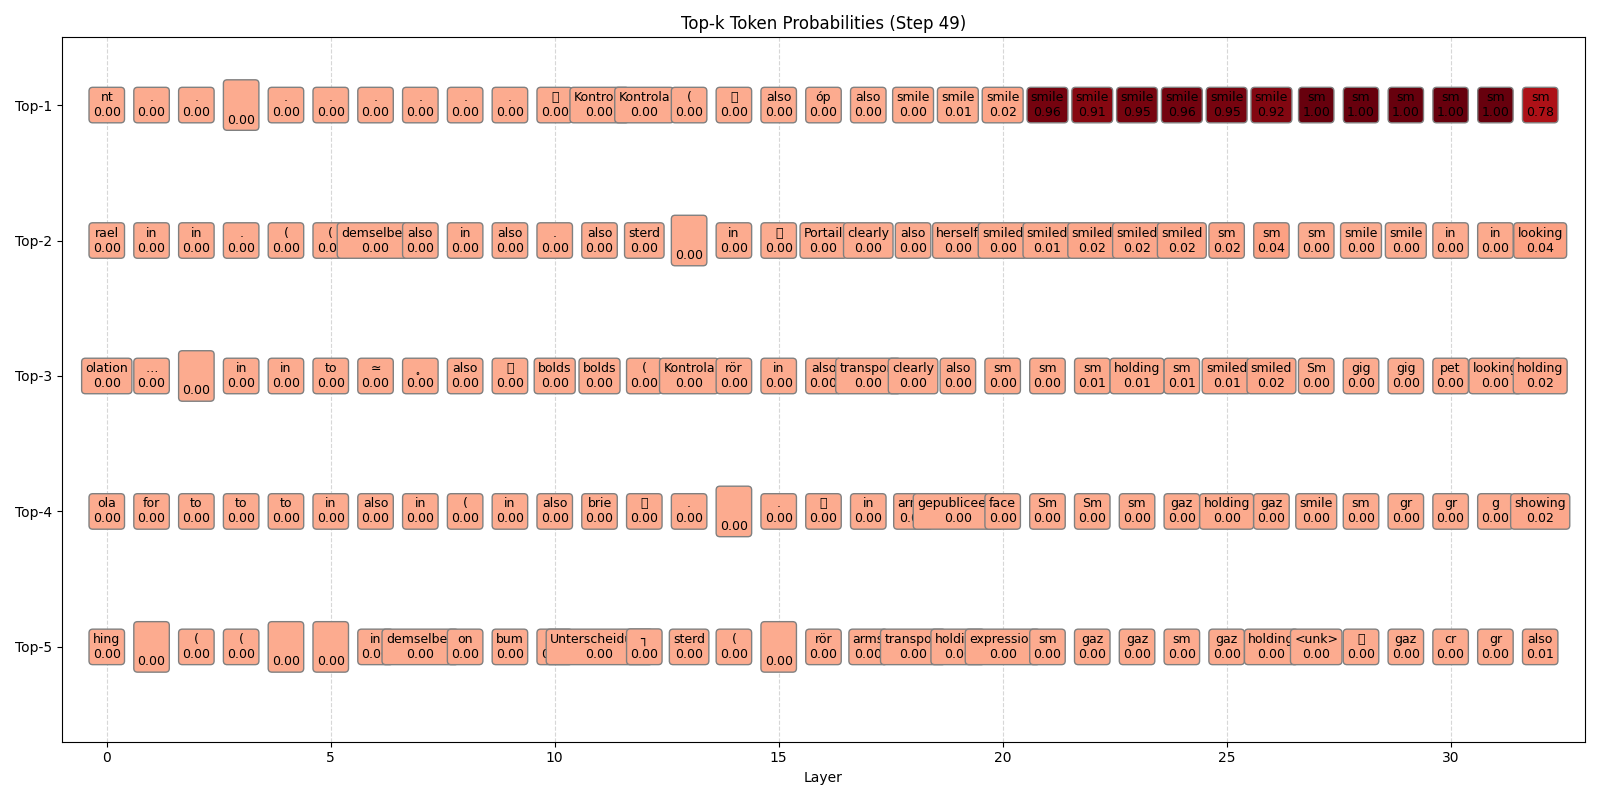 Top-k Token Probabilities (Step 49)
Top-1
nt . . . . . . . . Kontrola ( also óp also smile smile smile smile smile smile smile smile smile sm sm sm sm sm sm
0.00 0.00 0.00 0.00 0.00 0.00 0.00 0.00 0.00 0.00 0.00 0.00 0.00 0.00 0.00 0.00 0.00 0.00 0.00 0.01 0.02 0.96 0.91 0.95 0.96 0.95 0.92 1.00 1.00 1.00 1.00 1.00 0.78
Top-2
rael in in . ( ( also in also . also sterd in clearly also herself smiled smiled smiled smiled smiled sm sm sm smile smile in in looking
0.00 0.00 0.00 0.00 0.00 0.00 0.00 0.00 0.00 0.00 0.00 0.00 0.00 0.00 0.00 0.00 0.00 0.00 0.00 0.00 0.01 0.02 0.02 0.02 0.02 0.04 0.00 0.00 0.00 0.00 0.00 0.04
Top-3
olation ... in in to ≃ also bolds bolds ( Kontrola rör in also clearly also sm sm sm holding sm smiled smiled Sm gig gig pet looking holding
0.00 0.00 0.00 0.00 0.00 0.00 0.00 0.00 0.00 0.00 0.00 0.00 0.00 0.00 0.00 0.00 0.00 0.00 0.00 0.00 0.00 0.01 0.01 0.01 0.01 0.02 0.00 0.00 0.00 0.00 0.00 0.02
Top-4
ola for to to to in also in ( in also brie . . in face Sm Sm sm gaz holding gaz smile sm gr gr g showing
0.00 0.00 0.00 0.00 0.00 0.00 0.00 0.00 0.00 0.00 0.00 0.00 0.00 0.00 0.00 0.00 0.00 0.00 0.00 0.00 0.00 0.00 0.00 0.00 0.00 0.00 0.00 0.00 0.00 0.00 0.00 0.02
Top-5
hing ( ( in on bum sterd ( rör arms sm gaz gaz sm gaz holding <unk> gaz cr gr also
0.00 0.00 0.00 0.00 0.00 0.00 0.00 0.00 0.00 0.00 0.00 0.00 0.00 0.00 0.00 0.00 0.00 0.00 0.00 0.00 0.00 0.00 0.00 0.00 0.00 0.00 0.00 0.00 0.00 0.00 0.01
0 5 10 15 20 25 30
Layer